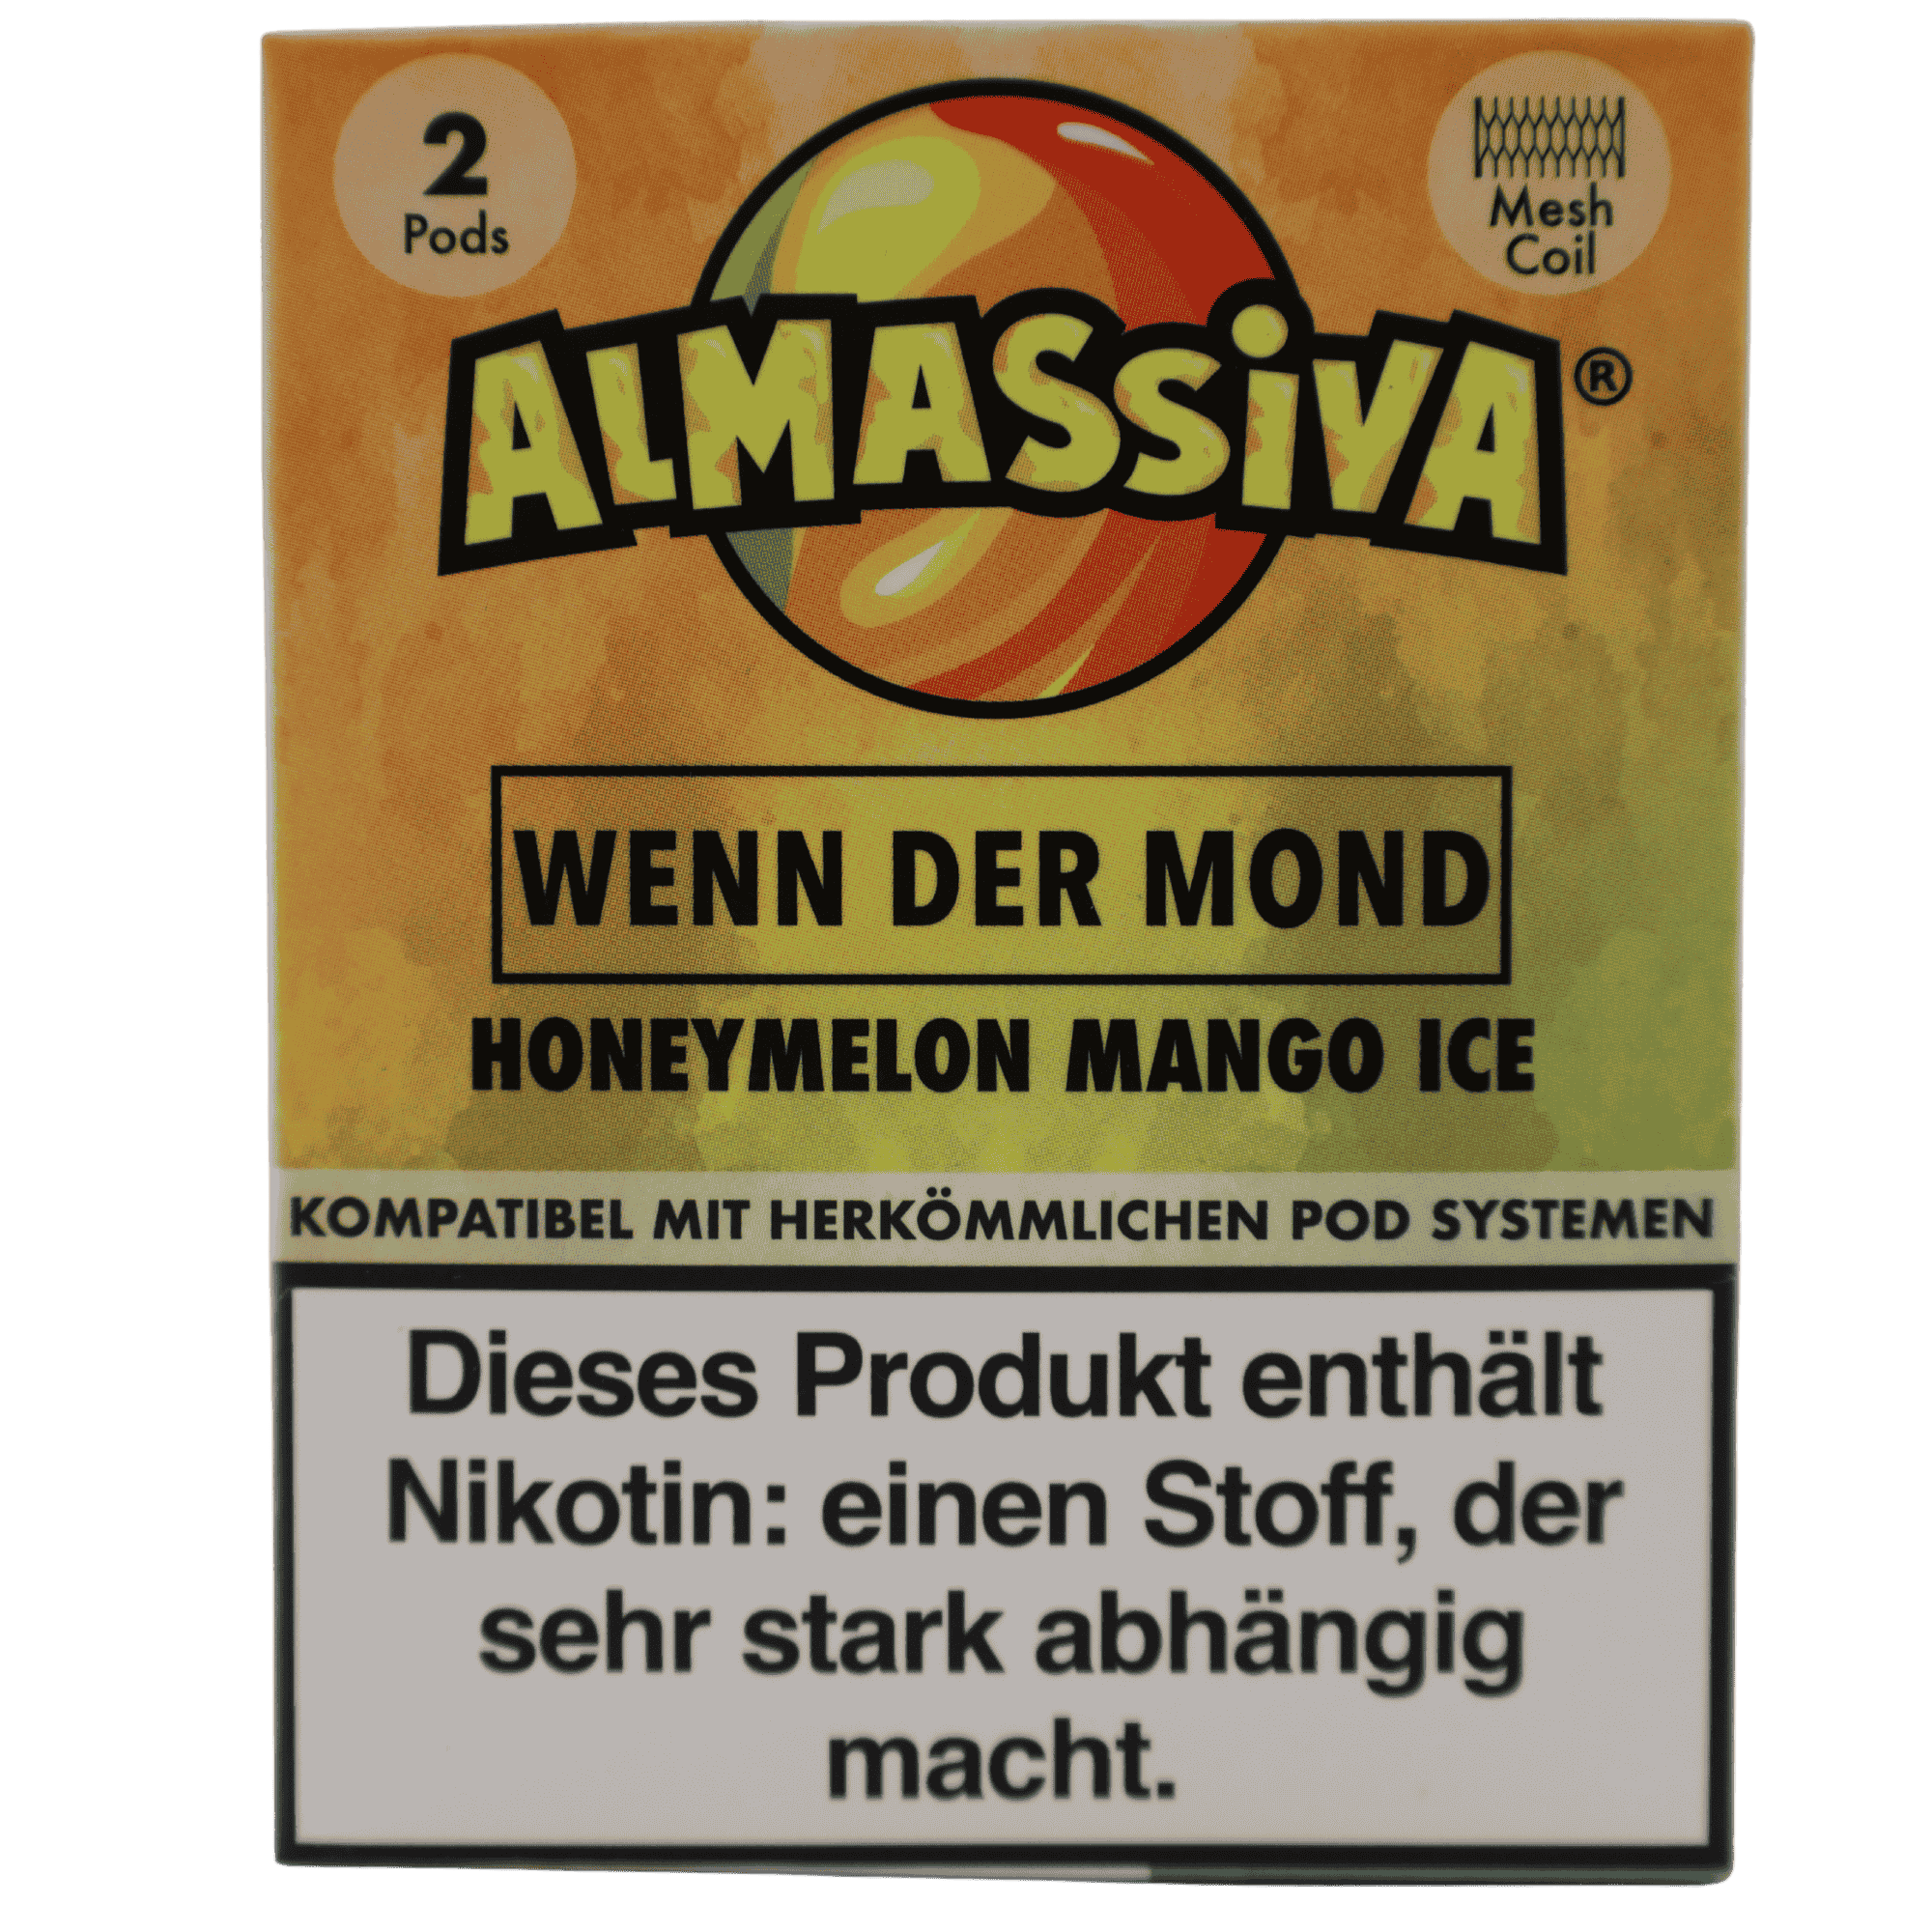 2
Pods
Mesh
Coil
ALMASSiVA®
WENN DER MOND
HONEYMELON MANGO ICE
KOMPATIBEL MIT HERKÖMMLICHEN POD SYSTEMEN
Dieses Produkt enthält
Nikotin: einen Stoff, der
sehr stark abhängig
macht.